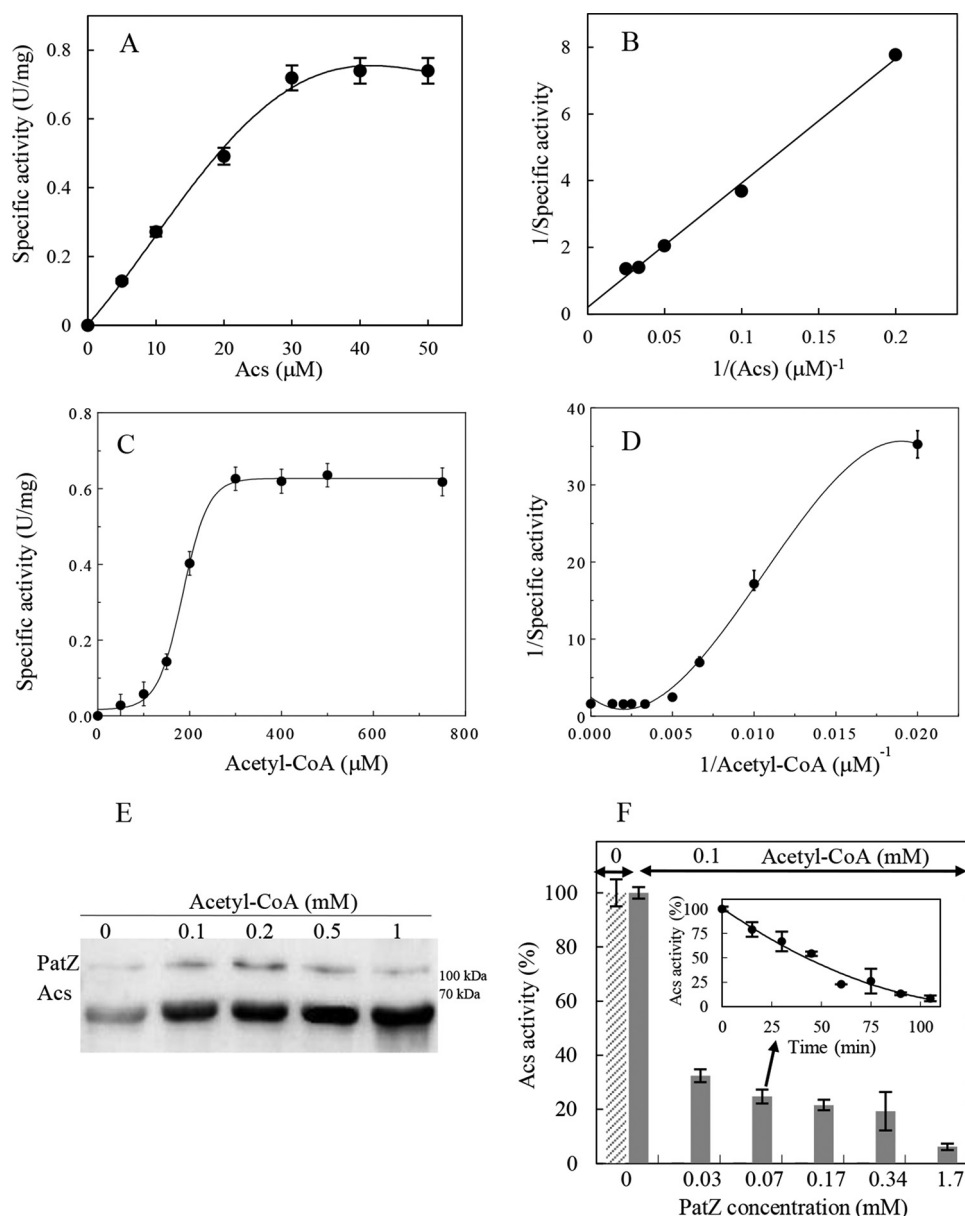 A
Specific activity (U/mg)
0.8
0.6
0.4
0.2
0
0 10 20 30 40 50
Acs (μM)
B
1/Specific activity
8
6
4
2
0
0 0.05 0.1 0.15 0.2
1/(Acs) (μM)-1
C
Specific activity (U/mg)
0.8
0.6
0.4
0.2
0.0
0 200 400 600 800
Acetyl-CoA (μM)
D
1/Specific activity
40
30
20
10
0
0.000 0.005 0.010 0.015 0.020
1/Acetyl-CoA (μM)-1
E
Acetyl-CoA (mM)
0 0.1 0.2 0.5 1
PatZ
100 kDa
Acs
70 kDa
F
0 0.1 Acetyl-CoA (mM)
Acs activity (%)
100
80
60
40
20
0
Acs activity (%)
100
75
50
25
0
0 25 50 75 100
Time (min)
0 0.03 0.07 0.17 0.34 1.7
PatZ concentration (mM)